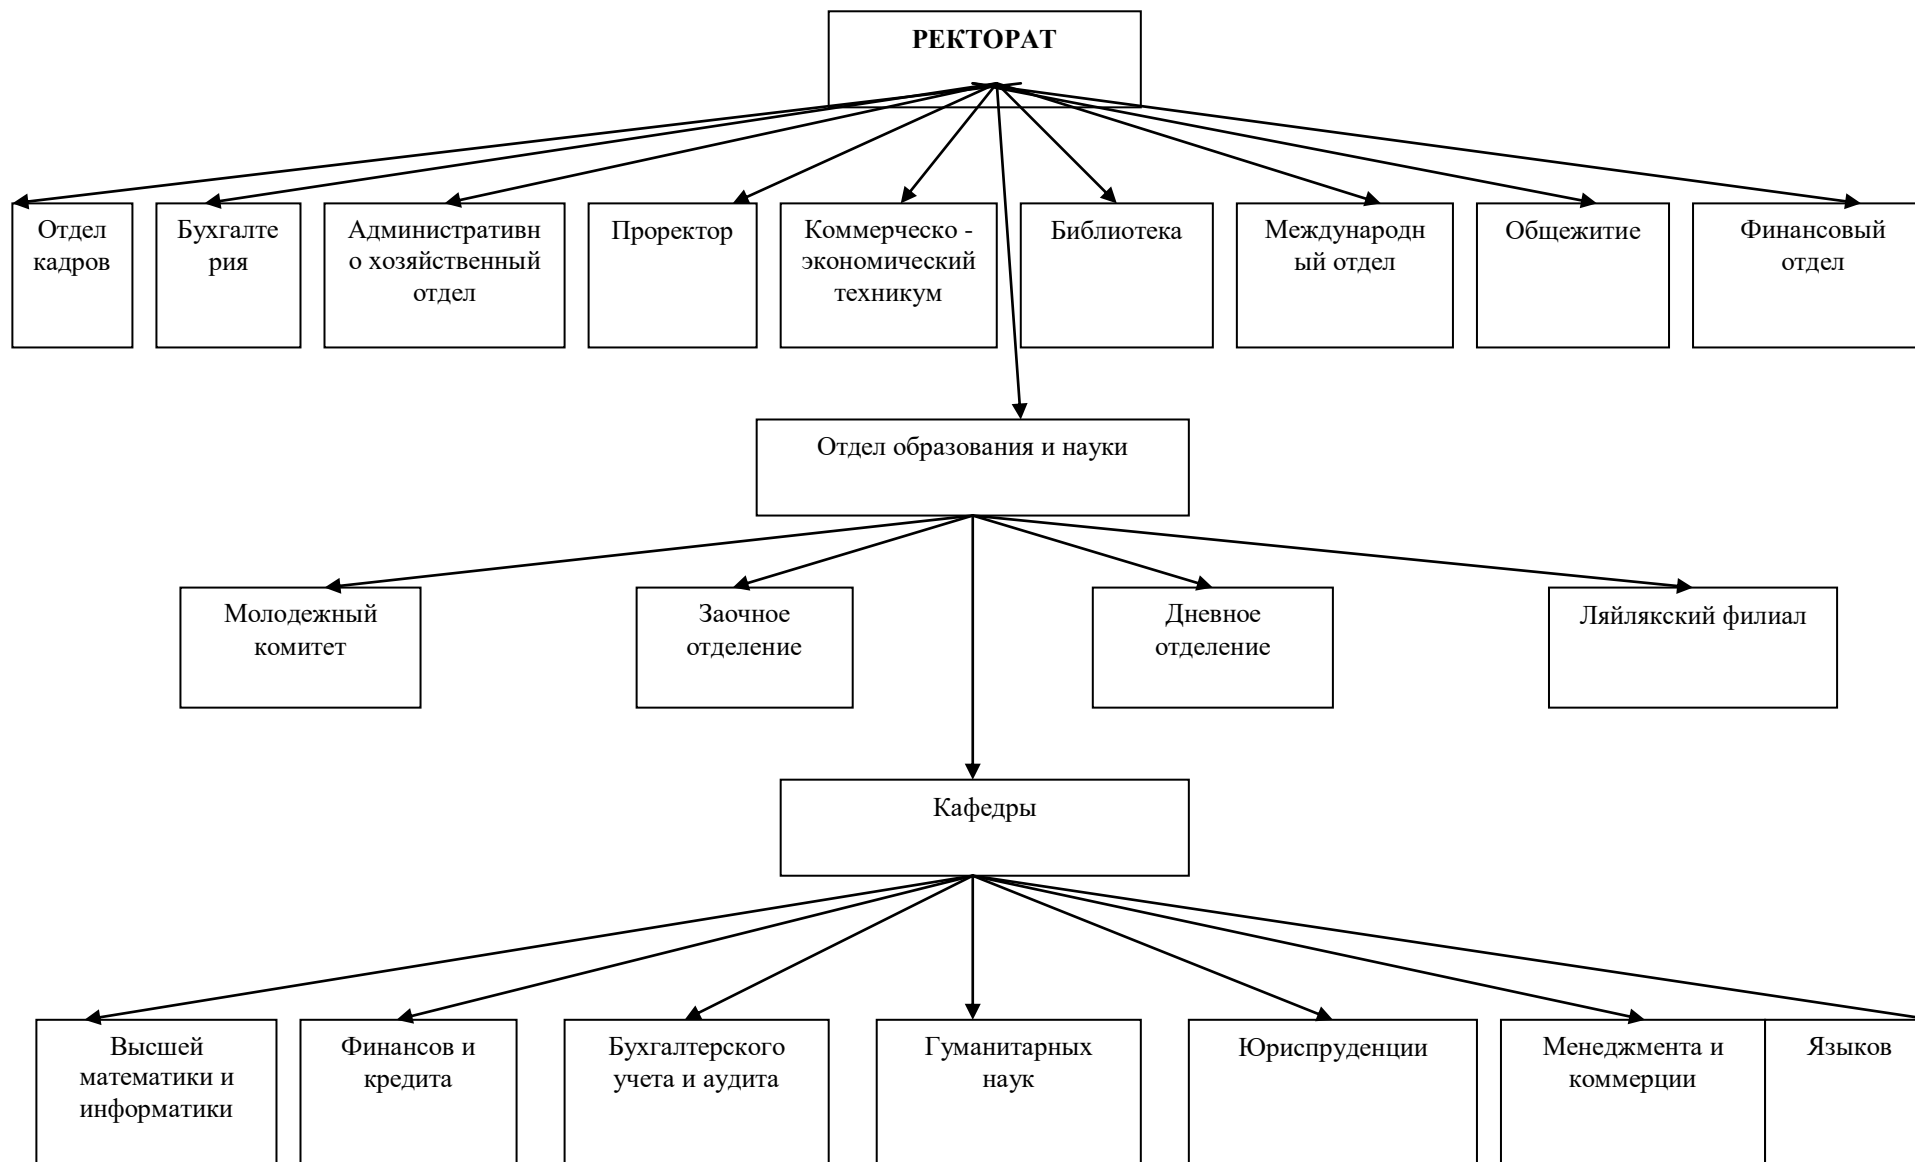 РЕКТОРАТ
Отдел
кадров
Бухгалте
рия
Административн
о хозяйственный
отдел
Проректор
Коммерческо -
экономический
техникум
Библиотека
Международн
ый отдел
Общежитие
Финансовый
отдел
Отдел образования и науки
Молодежный
комитет
Заочное
отделение
Дневное
отделение
Ляйлякский филиал
Кафедры
Высшей
математики и
информатики
Финансов и
кредита
Бухгалтерского
учета и аудита
Гуманитарных
наук
Юриспруденции
Менеджмента и
коммерции
Языков